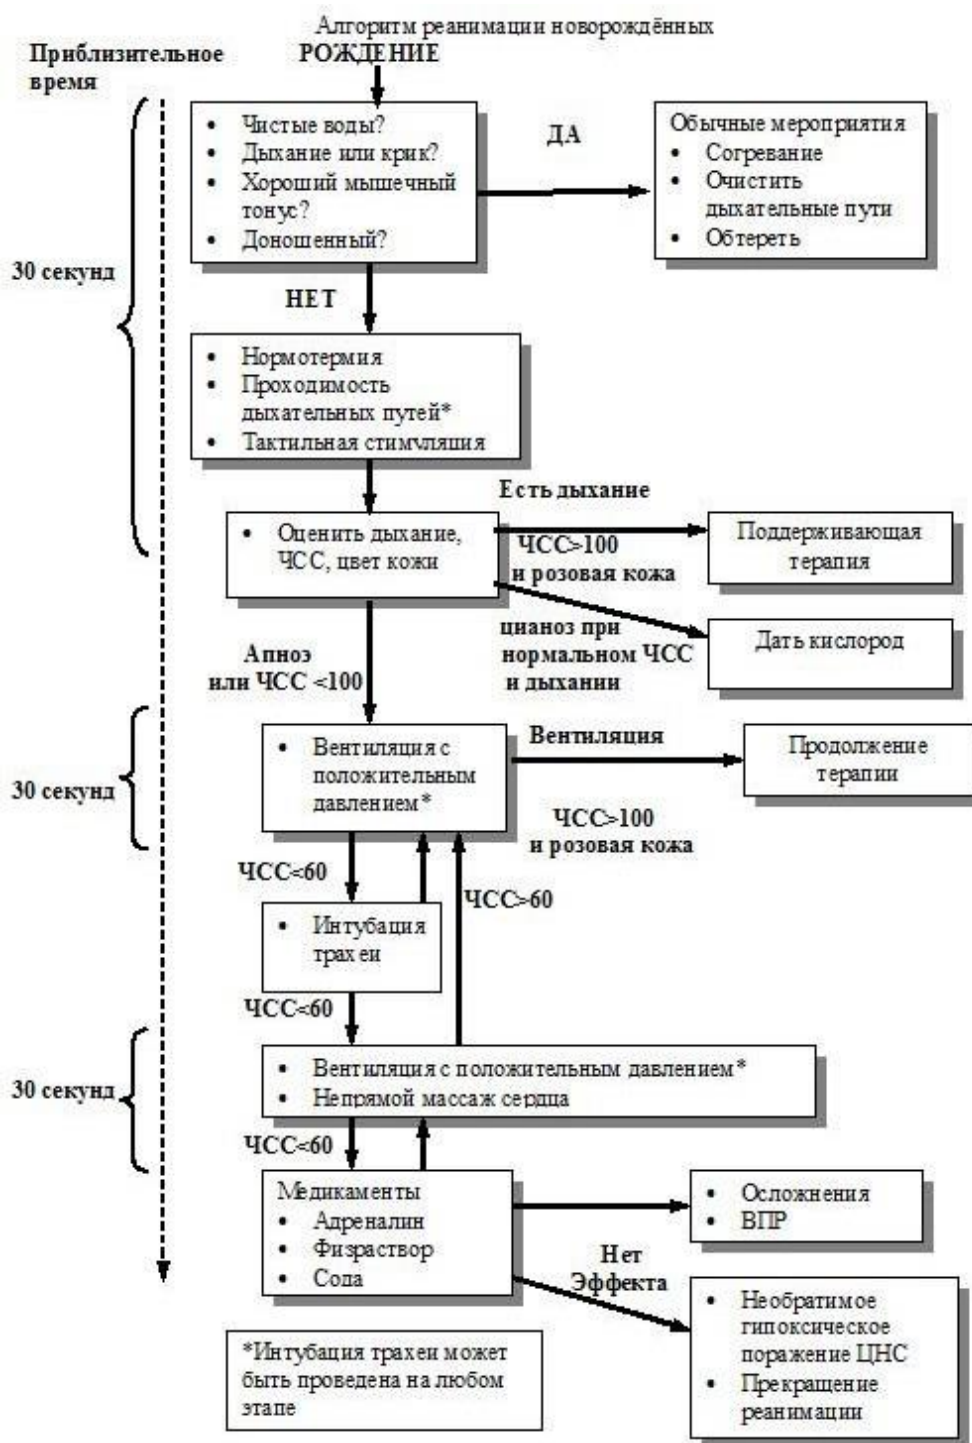 Алгоритм реанимации новорождённых
РОЖДЕНИЕ
Приблизительное
время
• Чистые воды?
• Дыхание или крик?
• Хороший мышечный
тонус?
• Доношенный?
ДА
Обычные мероприятия
• Согревание
• Очистить
дыхательные пути
• Обтереть
30 секунд
НЕТ
• Нормотермия
• Проходимость
дыхательных путей*
• Тактильная стимуляция
• Оценить дыхание,
ЧСС, цвет кожи
Есть дыхание
ЧСС>100
и розовая кожа
Поддерживающая
терапия
цианоз при
нормальном ЧСС
и дыхании
Дать кислород
Апноэ
или ЧСС <100
30 секунд
• Вентиляция с
положительным
давлением*
Вентиляция
ЧСС>100
и розовая кожа
Продолжение
терапии
ЧСС<60
ЧСС>60
• Интубация
трахеи
ЧСС<60
30 секунд
• Вентиляция с положительным давлением*
• Непрямой массаж сердца
ЧСС<60
Медикаменты
• Адреналин
• Физраствор
• Сода
• Осложнения
• ВПР
Нет
Эффекта
• Необратимое
гипоксическое
поражение ЦНС
• Прекращение
реанимации
*Интубация трахеи может
быть проведена на любом
этапе